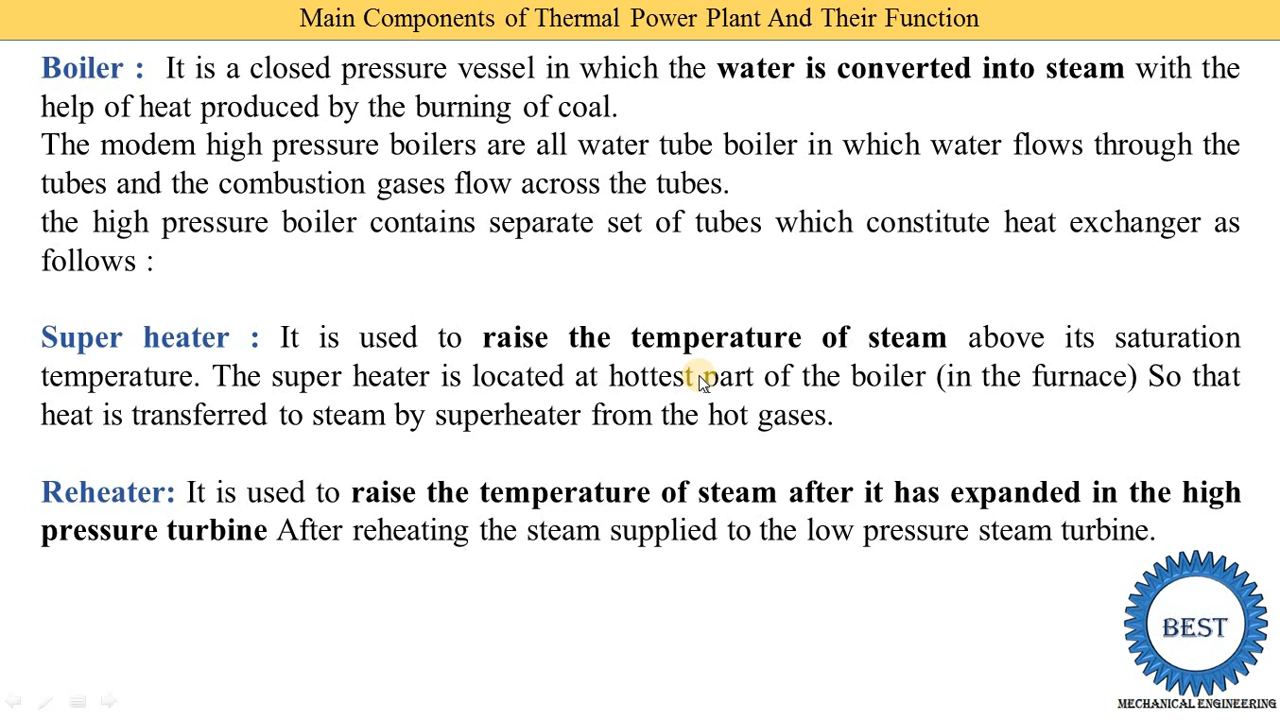 Main Components of Thermal Power Plant And Their Function
Boiler : It is a closed pressure vessel in which the water is converted into steam with the
help of heat produced by the burning of coal.
The modem high pressure boilers are all water tube boiler in which water flows through the
tubes and the combustion gases flow across the tubes.
the high pressure boiler contains separate set of tubes which constitute heat exchanger as
follows :
Super heater : It is used to raise the temperature of steam above its saturation
temperature. The super heater is located at hottest part of the boiler (in the furnace) So that
heat is transferred to steam by superheater from the hot gases.
Reheater: It is used to raise the temperature of steam after it has expanded in the high
pressure turbine After reheating the steam supplied to the low pressure steam turbine.
BEST
MECHANICAL ENGINEERING